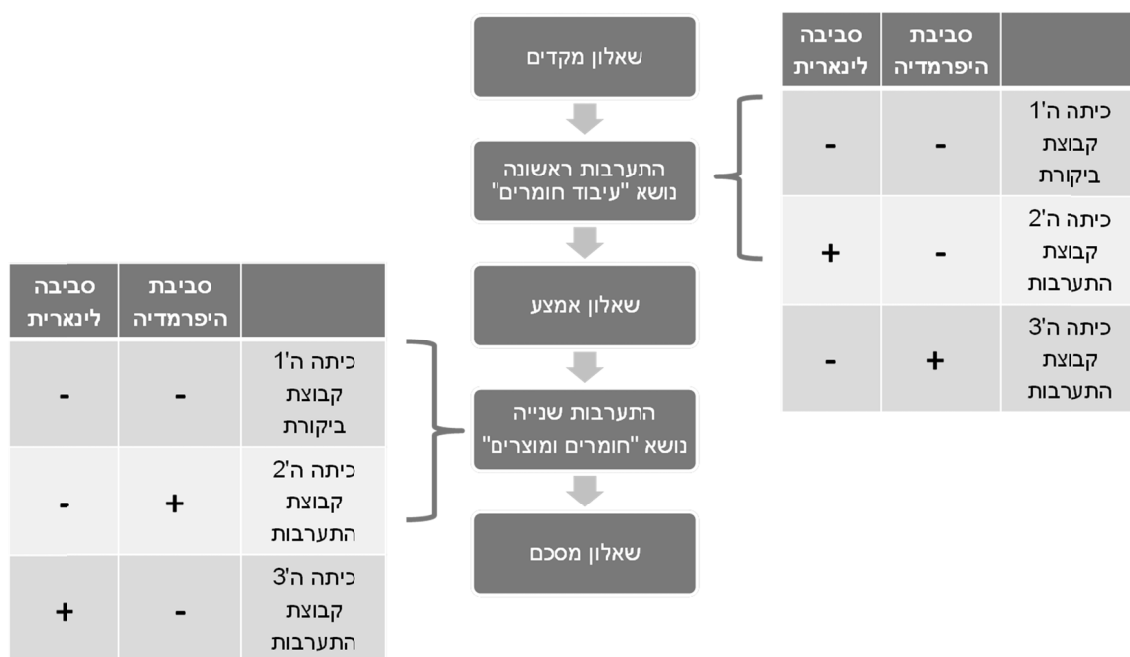 שאלון מקדים
התערבות ראשונה
נושא "עיבוד חומרים"
שאלון אמצע
התערבות שנייה
נושא "חומרים ומוצרים"
שאלון מסכם
סביבת היפרמדיה
סביבה לינארית
כיתה ה'1
קבוצת
ביקורת
-
-
כיתה ה'2
קבוצת
התערבות
-
+
כיתה ה'3
קבוצת
התערבות
+
-
סביבת היפרמדיה
סביבה לינארית
כיתה ה'1
קבוצת
ביקורת
-
-
כיתה ה'2
קבוצת
התערבות
+
-
כיתה ה'3
קבוצת
התערבות
-
+